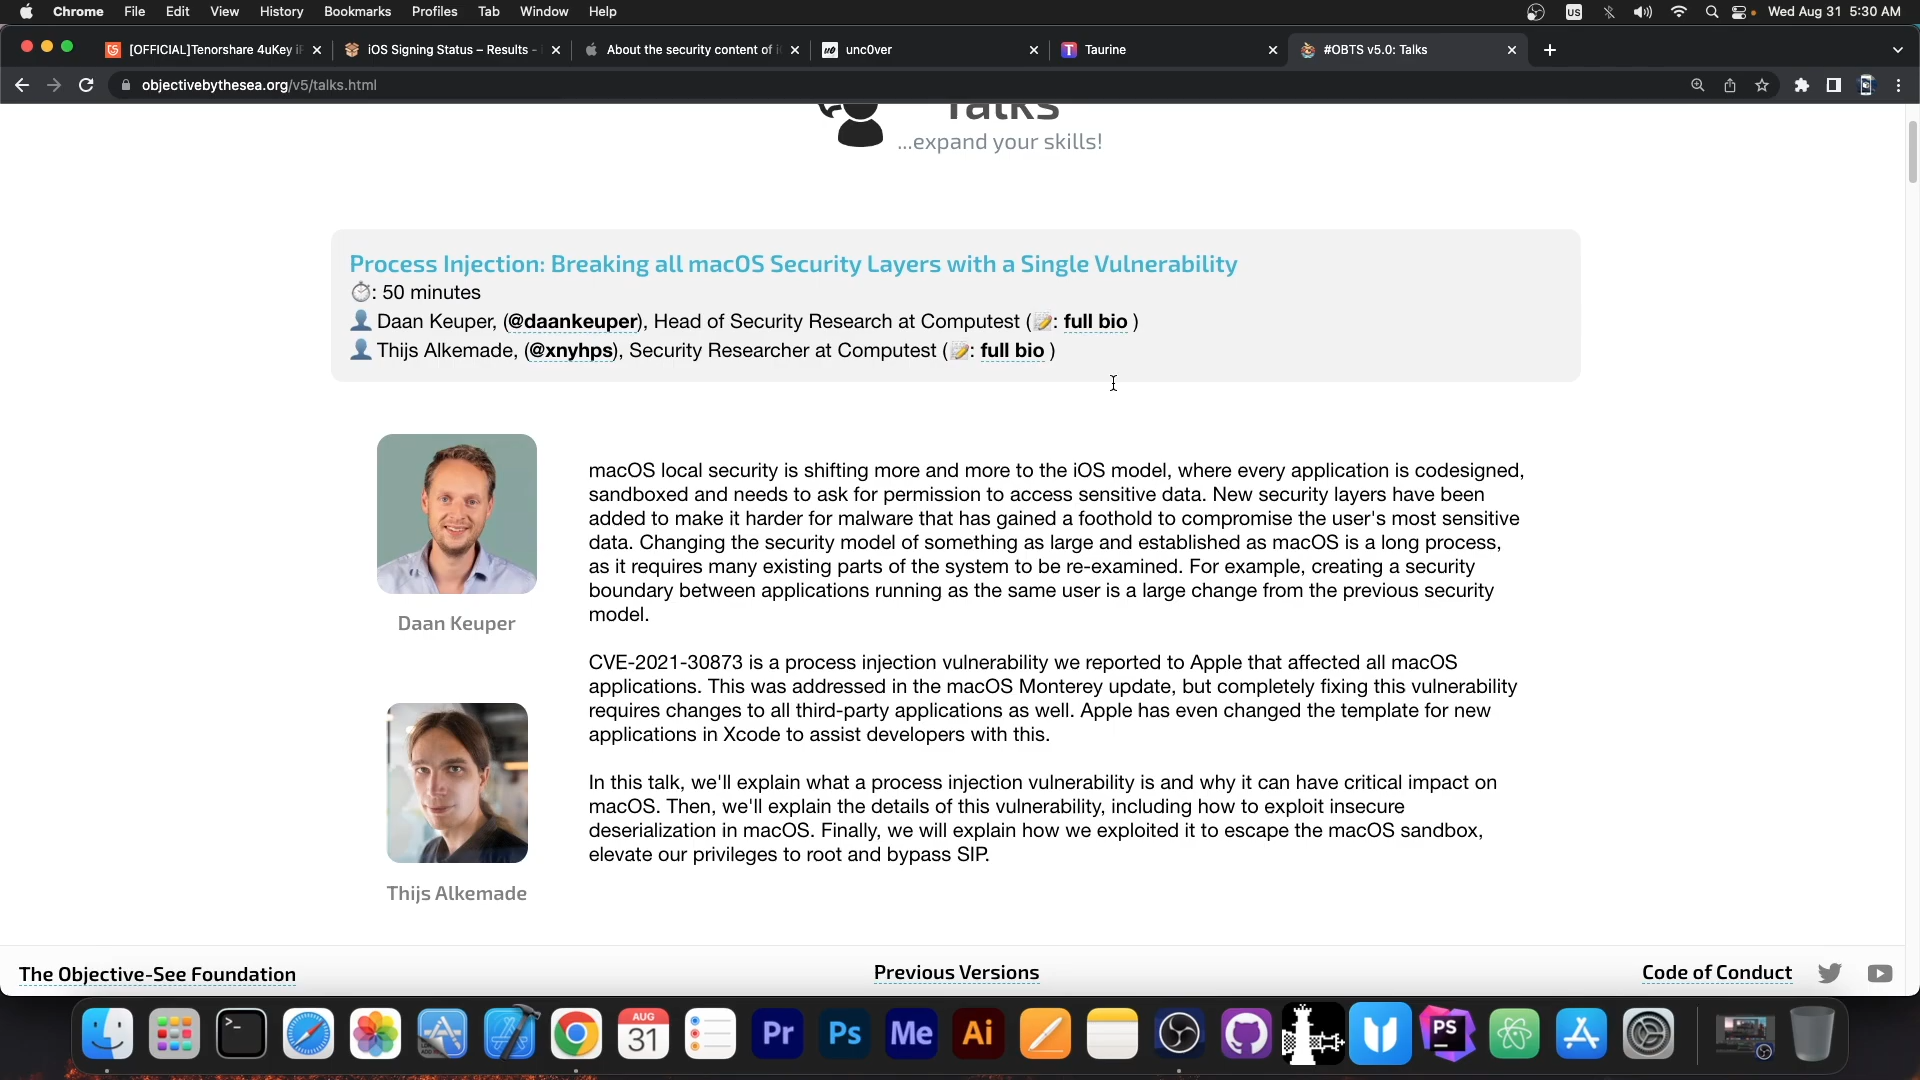 Chrome File Edit View History Bookmarks Profiles Tab Window Help US Wed Aug 31 5:30 AM
[OFFICIAL]Tenorshare 4uKey iP iOS Signing Status – Results - About the security content of unc0ver Taurine #OBTS v5.0: Talks
objectivebythesea.org/v5/talks.html
Talks
...expand your skills!
Process Injection: Breaking all macOS Security Layers with a Single Vulnerability
: 50 minutes
Daan Keuper, (@daankeuper), Head of Security Research at Computest ( : full bio )
Thijs Alkemade, (@xnyhps), Security Researcher at Computest ( : full bio )
macOS local security is shifting more and more to the iOS model, where every application is codesigned,
sandboxed and needs to ask for permission to access sensitive data. New security layers have been
added to make it harder for malware that has gained a foothold to compromise the user's most sensitive
data. Changing the security model of something as large and established as macOS is a long process,
as it requires many existing parts of the system to be re-examined. For example, creating a security
boundary between applications running as the same user is a large change from the previous security
model.
Daan Keuper
CVE-2021-30873 is a process injection vulnerability we reported to Apple that affected all macOS
applications. This was addressed in the macOS Monterey update, but completely fixing this vulnerability
requires changes to all third-party applications as well. Apple has even changed the template for new
applications in Xcode to assist developers with this.
In this talk, we'll explain what a process injection vulnerability is and why it can have critical impact on
macOS. Then, we'll explain the details of this vulnerability, including how to exploit insecure
deserialization in macOS. Finally, we will explain how we exploited it to escape the macOS sandbox,
elevate our privileges to root and bypass SIP.
Thijs Alkemade
The Objective-See Foundation Previous Versions Code of Conduct
AUG
31
Pr Ps Me Ai PS